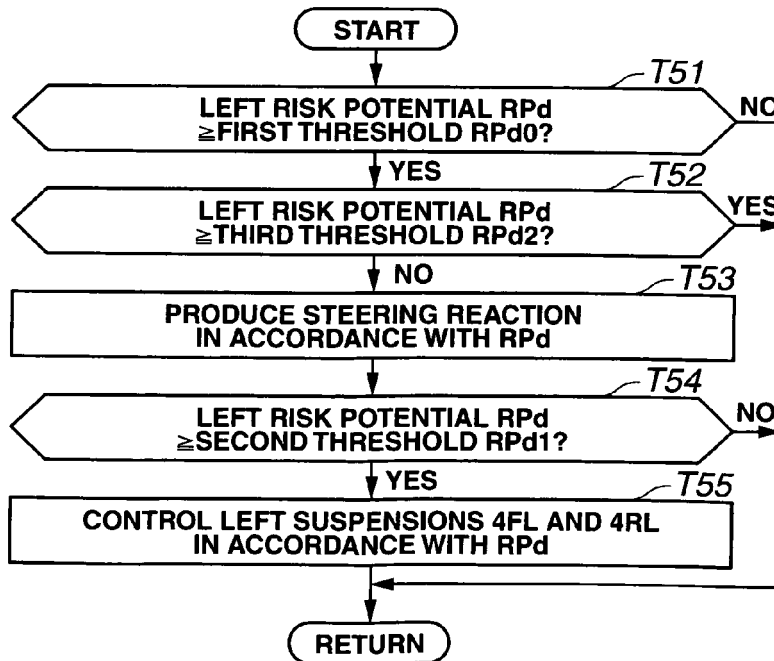 START
T51
LEFT RISK POTENTIAL RPd
≧FIRST THRESHOLD RPd0?
NO
YES
T52
LEFT RISK POTENTIAL RPd
≧THIRD THRESHOLD RPd2?
YES
NO
T53
PRODUCE STEERING REACTION
IN ACCORDANCE WITH RPd
T54
LEFT RISK POTENTIAL RPd
≧SECOND THRESHOLD RPd1?
NO
YES
T55
CONTROL LEFT SUSPENSIONS 4FL AND 4RL
IN ACCORDANCE WITH RPd
RETURN